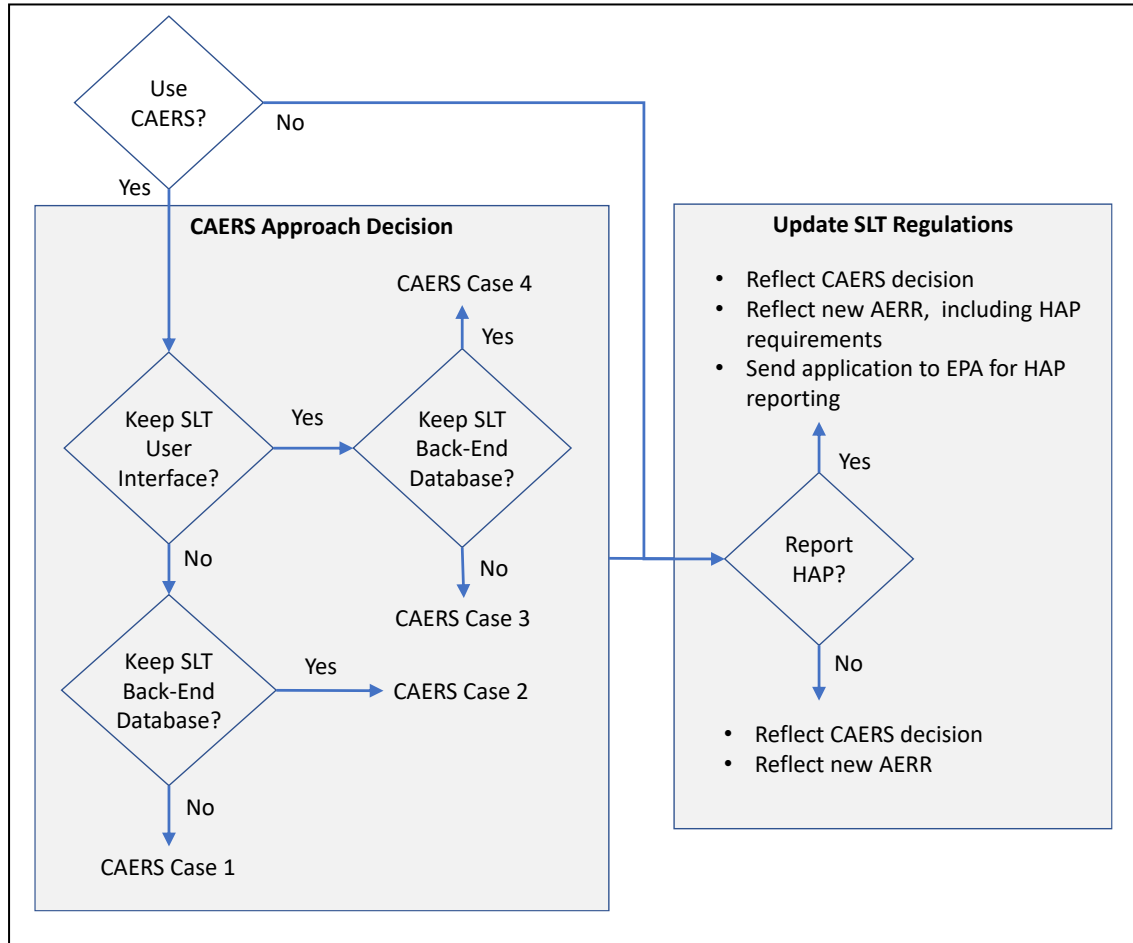 Use
CAERS?
No
Yes
CAERS Approach Decision
CAERS Case 4
Yes
Keep SLT
User
Interface?
Yes
Keep SLT
Back-End
Database?
No
No
CAERS Case 3
Keep SLT
Back-End
Database?
Yes
CAERS Case 2
No
CAERS Case 1
Update SLT Regulations
• Reflect CAERS decision
• Reflect new AERR, including HAP
requirements
• Send application to EPA for HAP
reporting
Yes
Report
HAP?
No
• Reflect CAERS decision
• Reflect new AERR